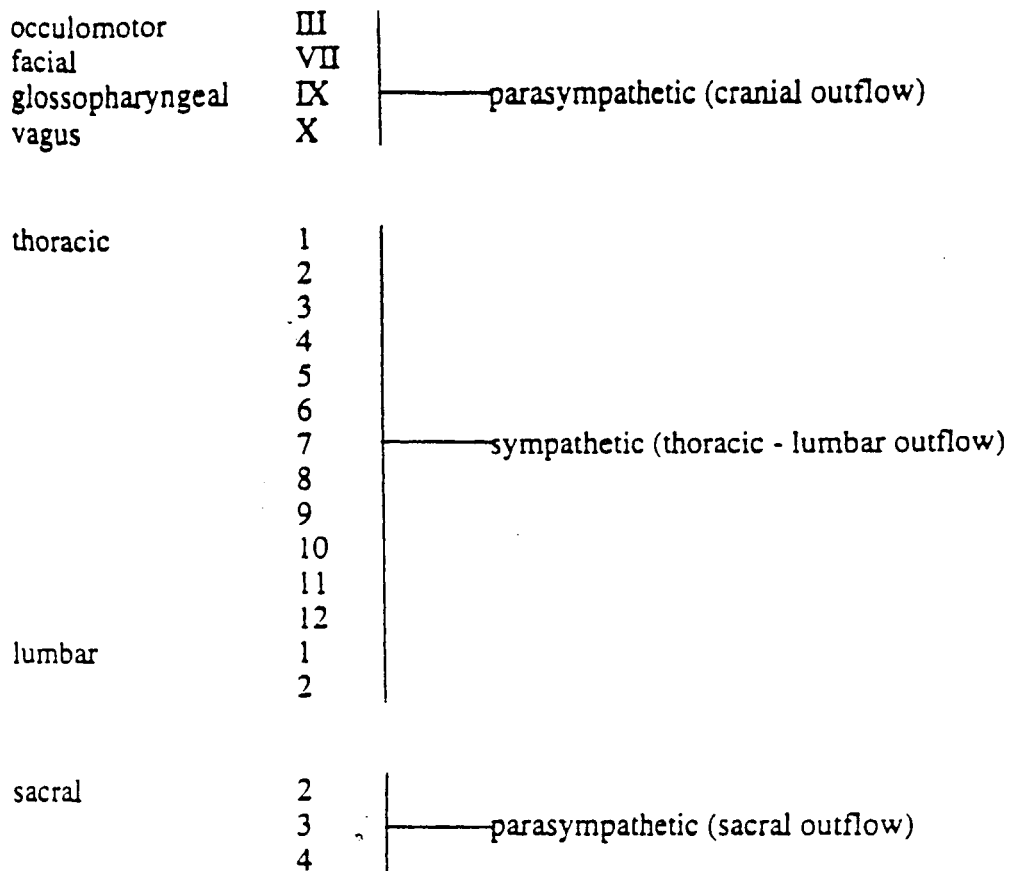 occulomotor III
facial VII
glossopharyngeal IX parasympathetic (cranial outflow)
vagus X
thoracic 1
2
3
4
5
6
7 sympathetic (thoracic - lumbar outflow)
8
9
10
11
12
lumbar 1
2
sacral 2
3 parasympathetic (sacral outflow)
4